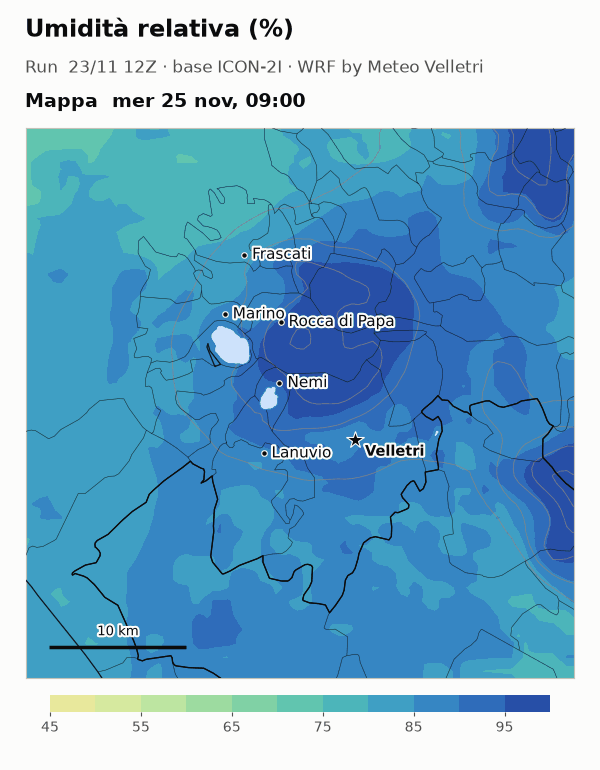 Umidità relativa (%)
Run  23/11 12Z · base ICON-2I · WRF by Meteo Velletri
Mappa  mer 25 nov, 09:00
Frascati
Marino
Rocca di Papa
Nemi
Velletri
Lanuvio
10 km
45 55 65 75 85 95